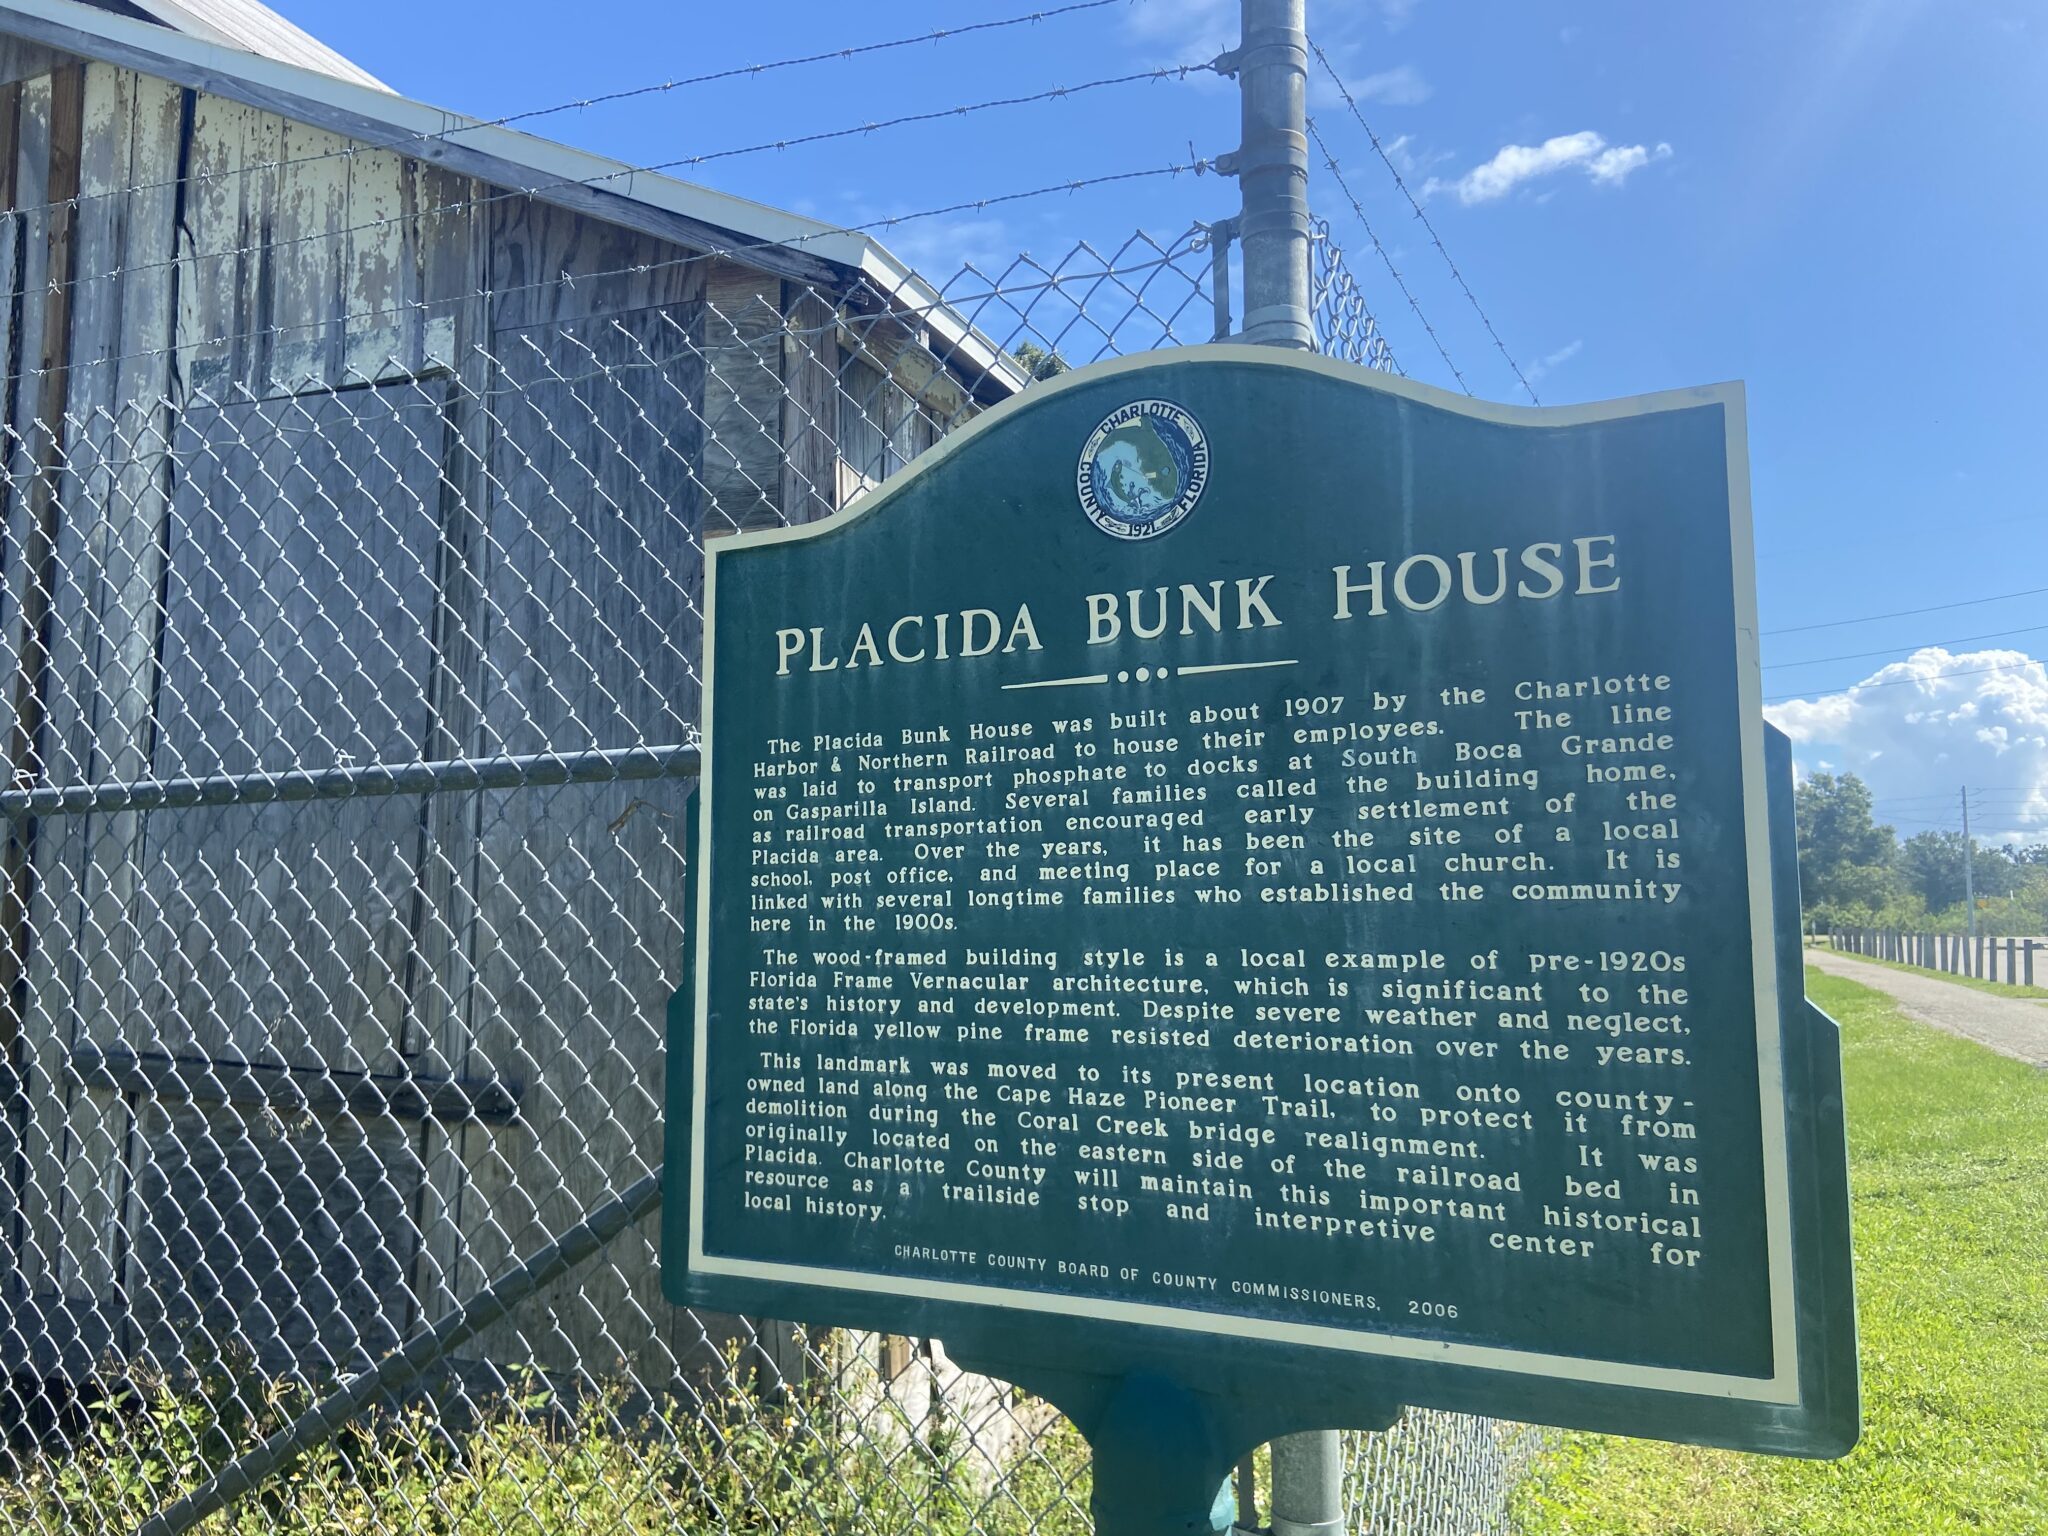 CHARLOTTE COUNTY FLORIDA
1921
PLACIDA BUNK HOUSE
The Placida Bunk House was built about 1907 by the Charlotte
Harbor & Northern Railroad to house their employees. The line
was laid to transport phosphate to docks at South Boca Grande
on Gasparilla Island. Several families called the building home,
as railroad transportation encouraged early settlement of the
Placida area. Over the years, it has been the site of a local
school, post office, and meeting place for a local church. It is
linked with several longtime families who established the community
here in the 1900s.
The wood-framed building style is a local example of pre-1920s
Florida Frame Vernacular architecture, which is significant to the
state's history and development. Despite severe weather and neglect,
the Florida yellow pine frame resisted deterioration over the years.
This landmark was moved to its present location onto county-
owned land along the Cape Haze Pioneer Trail, to protect it from
demolition during the Coral Creek bridge realignment. It was
originally located on the eastern side of the railroad bed in
Placida. Charlotte County will maintain this important historical
resource as a trailside stop and interpretive center for
local history.
CHARLOTTE COUNTY BOARD OF COUNTY COMMISSIONERS, 2006